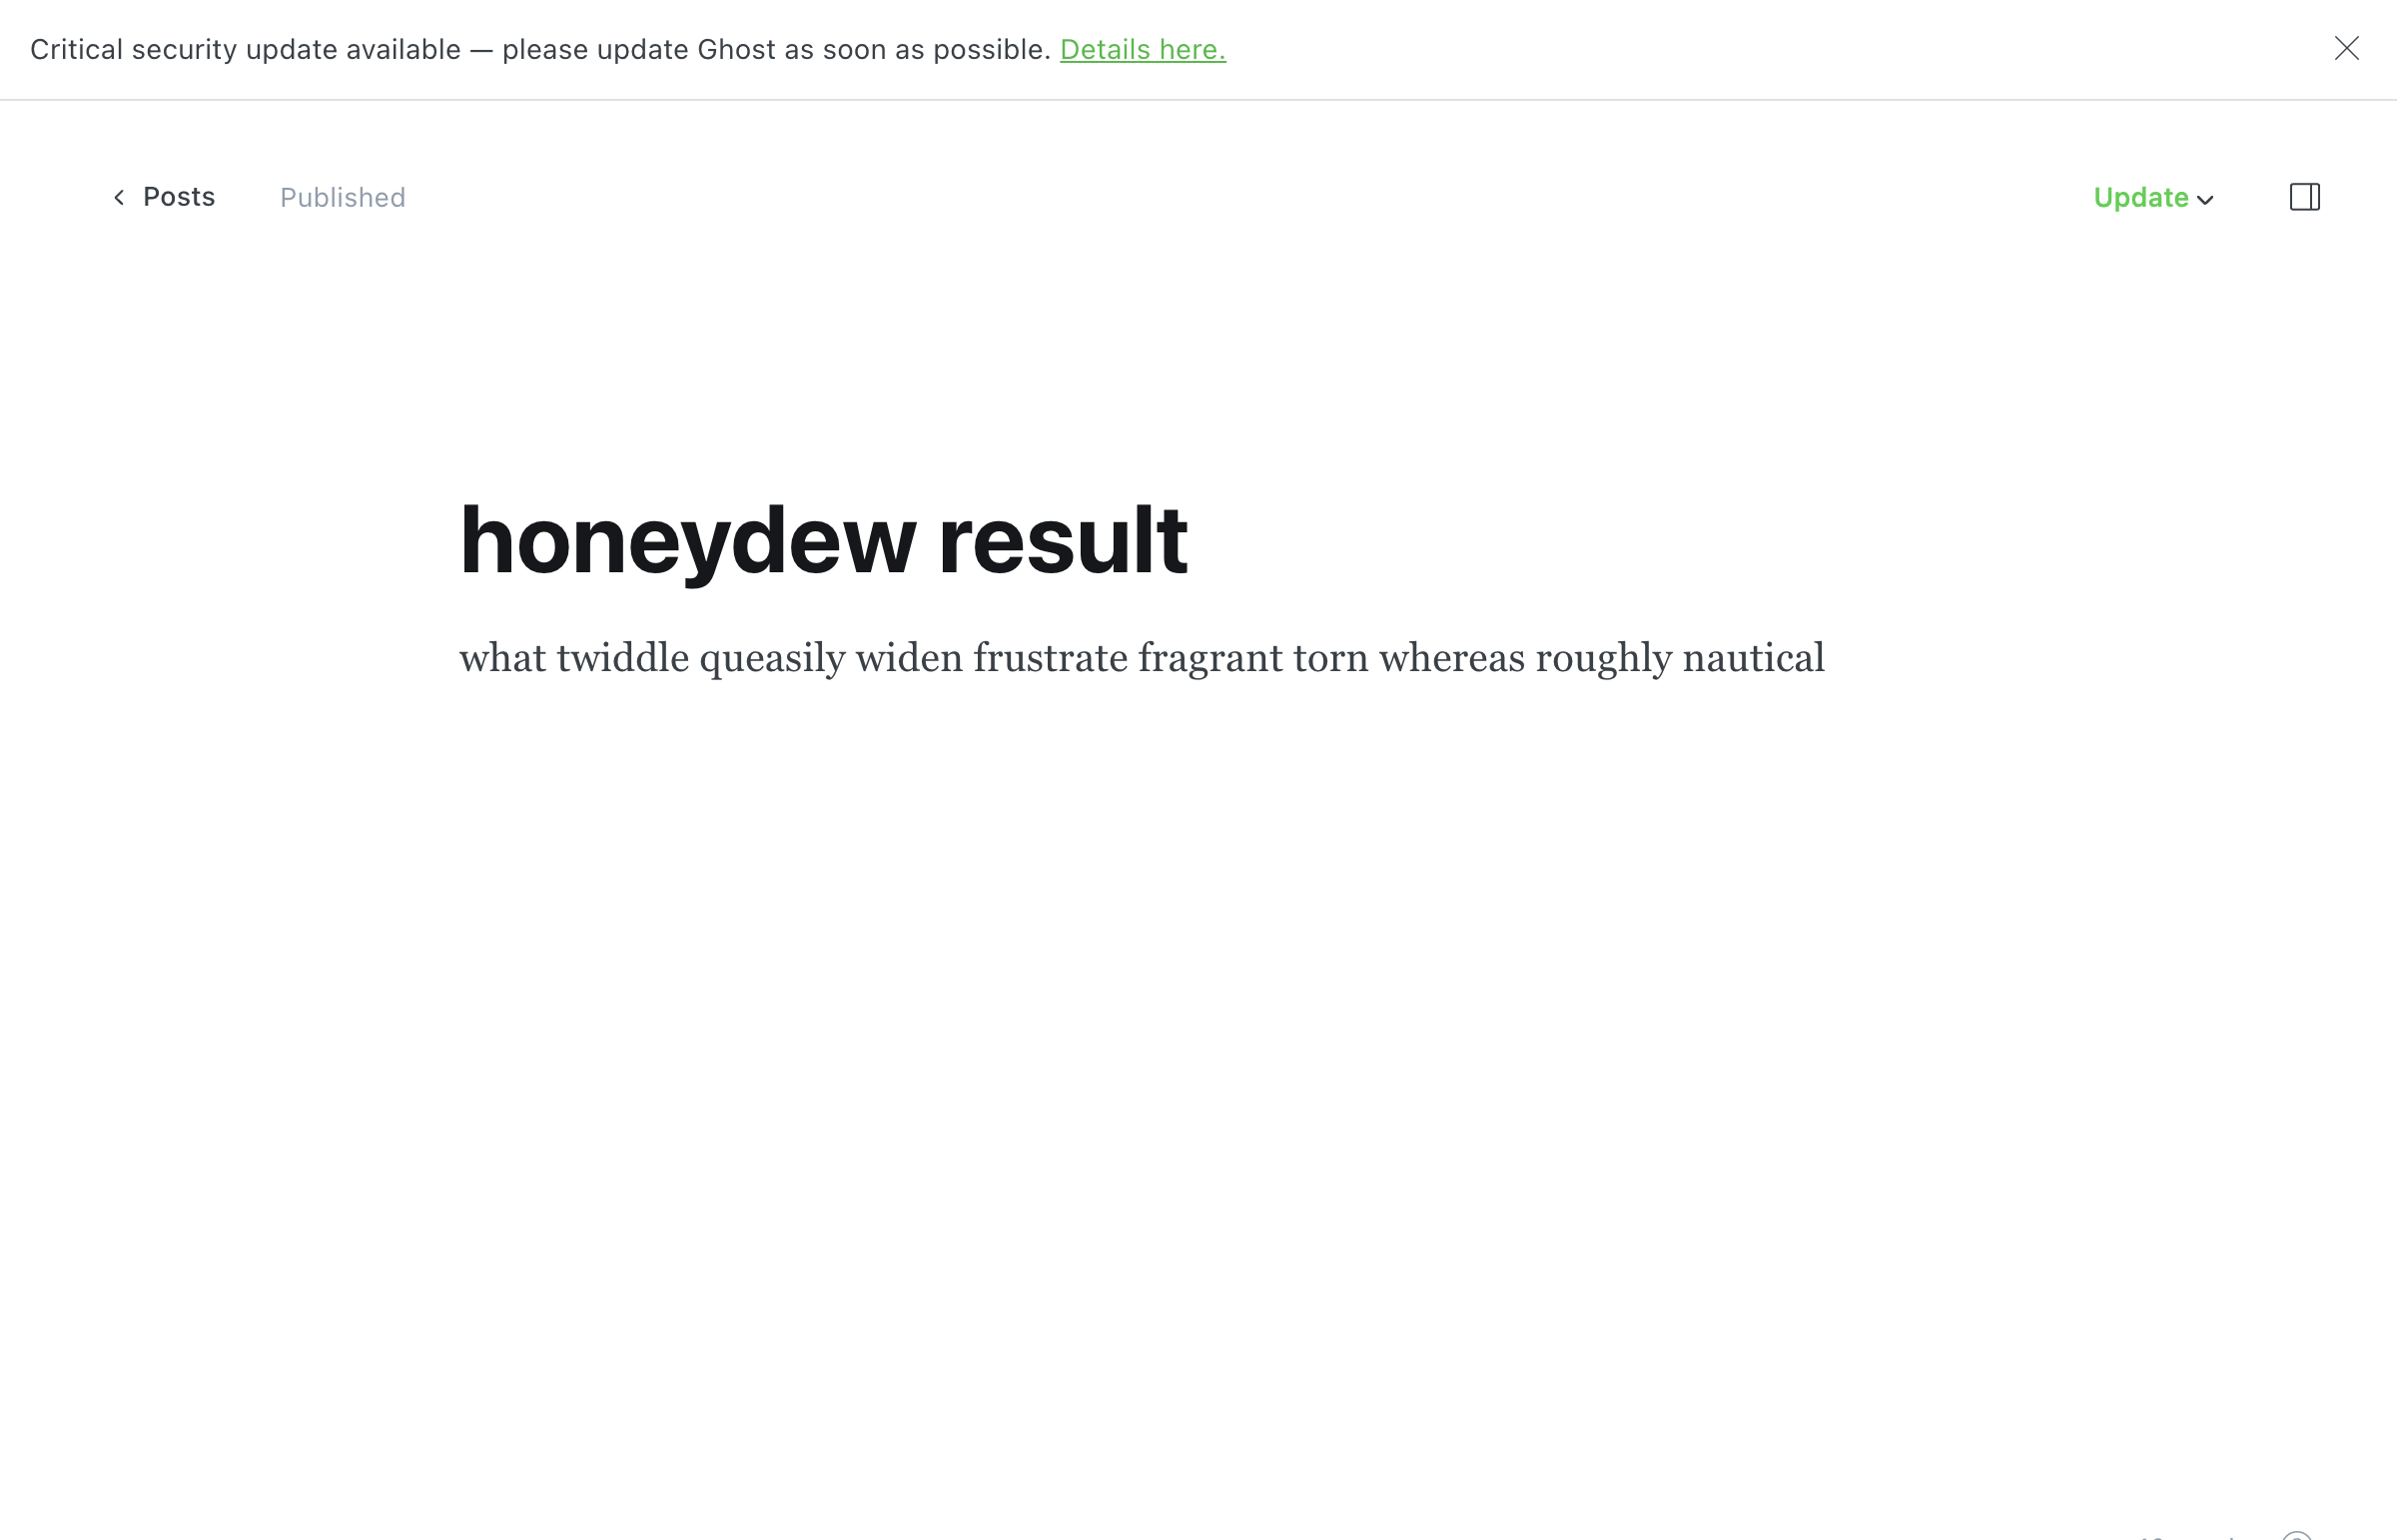 Critical security update available — please update Ghost as soon as possible. Details here.
Posts
Published
Update
honeydew result
what twiddle queasily widen frustrate fragrant torn whereas roughly nautical